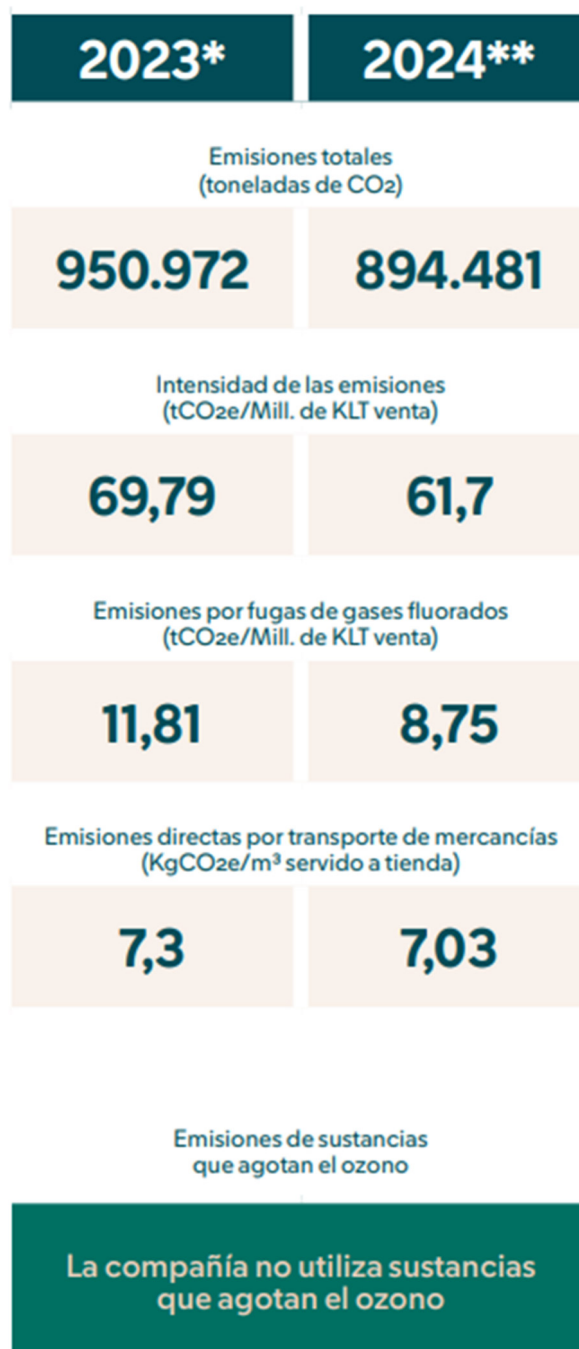 2023* 2024**
Emisiones totales
(toneladas de CO2)
950.972 894.481
Intensidad de las emisiones
(tCO2e/Mill. de KLT venta)
69,79 61,7
Emisiones por fugas de gases fluorados
(tCO2e/Mill. de KLT venta)
11,81 8,75
Emisiones directas por transporte de mercancías
(KgCO2e/m³ servido a tienda)
7,3 7,03
Emisiones de sustancias
que agotan el ozono
La compañía no utiliza sustancias
que agotan el ozono